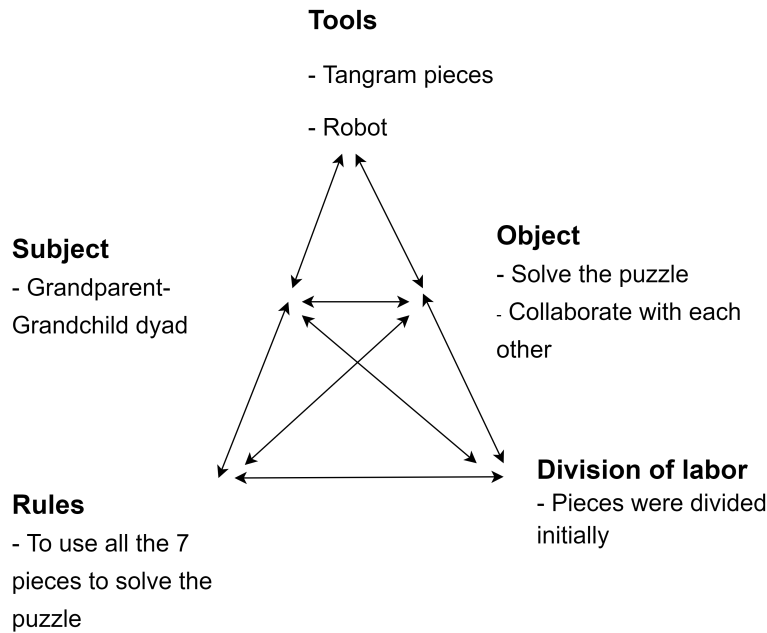 Tools
- Tangram pieces
- Robot
Subject
- Grandparent-
Grandchild dyad
Object
- Solve the puzzle
- Collaborate with each
other
Rules
- To use all the 7
pieces to solve the
puzzle
Division of labor
- Pieces were divided
initially